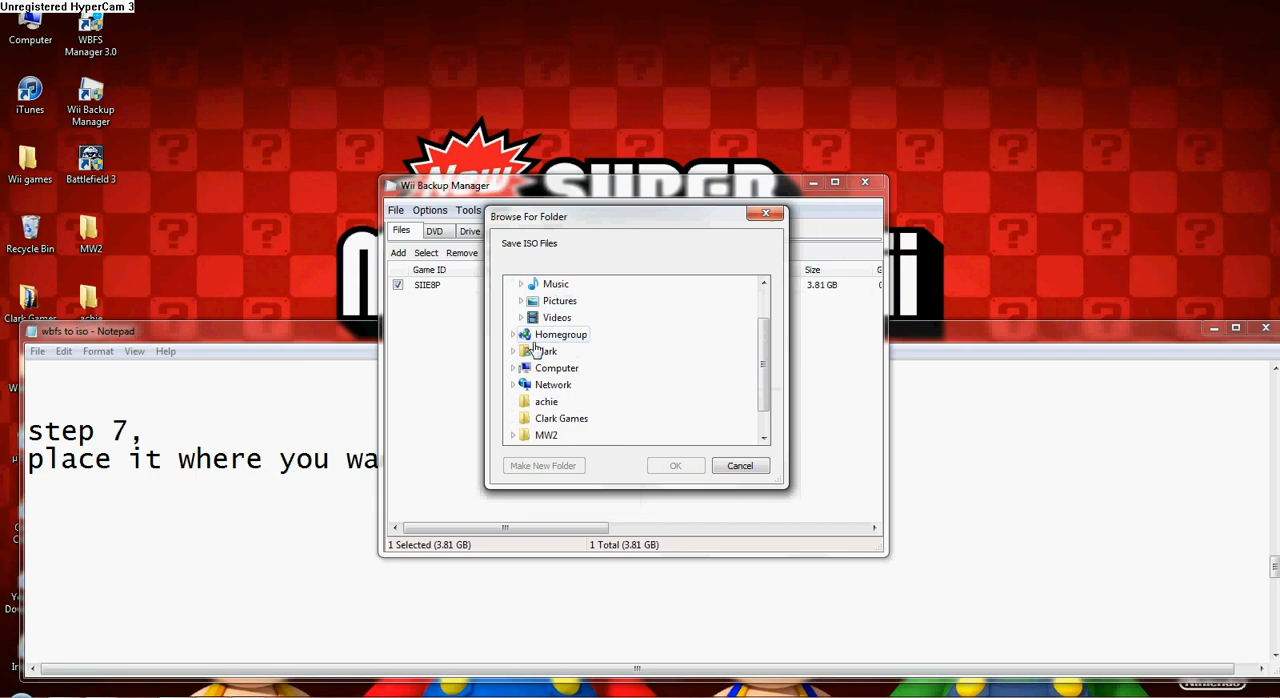 Unregistered HyperCam 3
Computer
WBFS
Manager 3.0
iTunes
Wii Backup
Manager
Wii games
Battlefield 3
Recycle Bin
MW2
Clark Games
achie
New
SUPER
Wii Backup Manager
File Options Tools
Files DVD Drive
Add Select Remove
Game ID
Size
SIIE8P
3.81 GB
Browse For Folder
Save ISO Files
Music
Pictures
Videos
Homegroup
Computer
Network
achie
Clark Games
MW2
Make New Folder
OK
Cancel
1 Selected (3.81 GB)
1 Total (3.81 GB)
wbfs to iso - Notepad
File Edit Format View Help
step 7,
place it where you wa